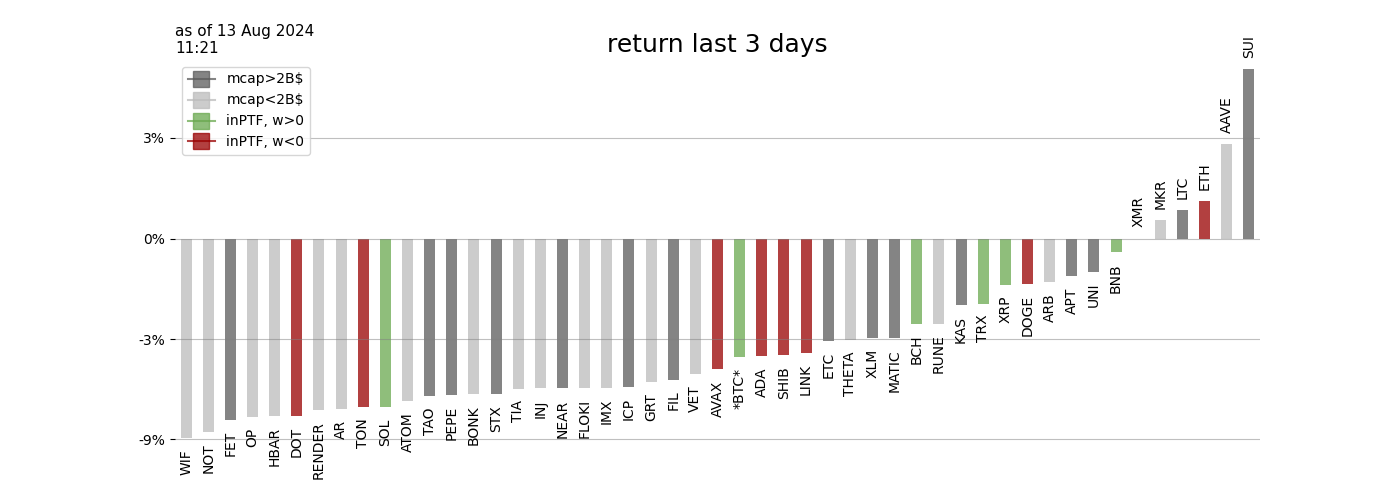 as of 13 Aug 2024
11:21
return last 3 days
mcap>2B$
mcap<2B$
inPTF, w>0
inPTF, w<0
3%
0%
-3%
-9%
WIF
NOT
FET
OP
HBAR
DOT
RENDER
AR
TON
SOL
ATOM
TAO
PEPE
BONK
STX
TIA
INJ
NEAR
FLOKI
IMX
ICP
GRT
FIL
VET
AVAX
*BTC*
ADA
SHIB
LINK
ETC
THETA
XLM
MATIC
BCH
RUNE
KAS
TRX
XRP
DOGE
ARB
APT
UNI
BNB
XMR
MKR
LTC
ETH
AAVE
SUI